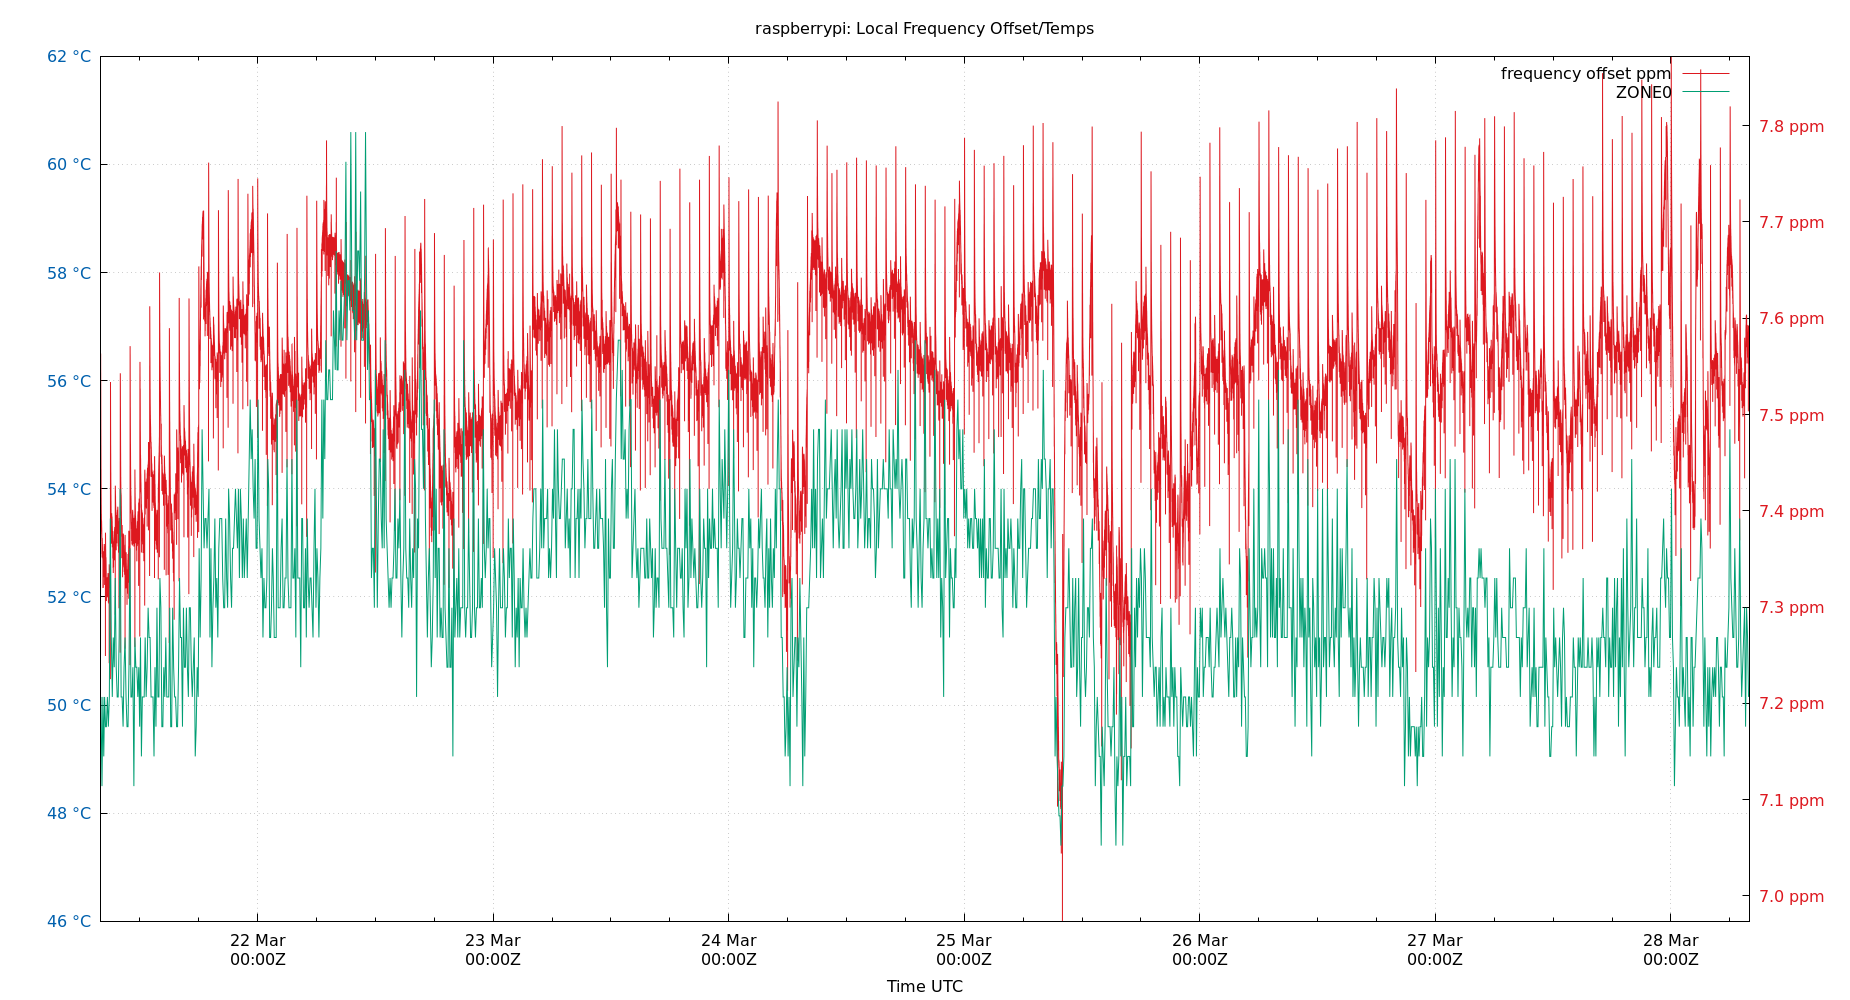 raspberrypi: Local Frequency Offset/Temps
62 °C
60 °C
58 °C
56 °C
54 °C
52 °C
50 °C
48 °C
46 °C
frequency offset ppm
ZONE0
7.8 ppm
7.7 ppm
7.6 ppm
7.5 ppm
7.4 ppm
7.3 ppm
7.2 ppm
7.1 ppm
7.0 ppm
22 Mar 23 Mar 24 Mar 25 Mar 26 Mar 27 Mar 28 Mar
00:00Z 00:00Z 00:00Z 00:00Z 00:00Z 00:00Z 00:00Z
Time UTC